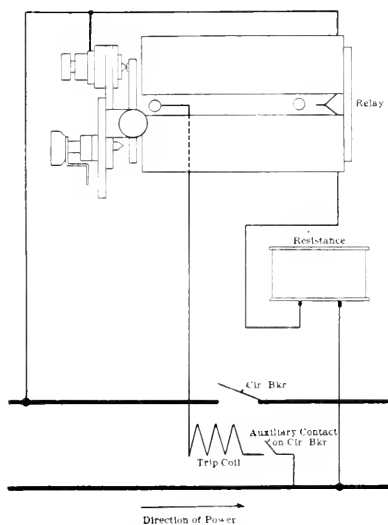 Relay
Resistance
Cir Bkr
Auxiliary Contact
on Cir Bkr
Trip Coil
Direction of Power